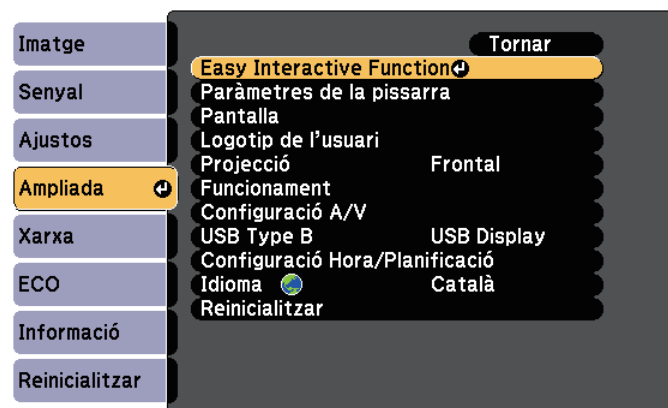 Imatge
Senyal
Ajustos
Ampliada
Xarxa
ECO
Informació
Reinicialitzar
Tornar
Easy Interactive Function
Paràmetres de la pissarra
Pantalla
Logotip de l'usuari
Projecció Frontal
Funcionament
Configuració A/V
USB Type B USB Display
Configuració Hora/Planificació
Idioma Català
Reinicialitzar